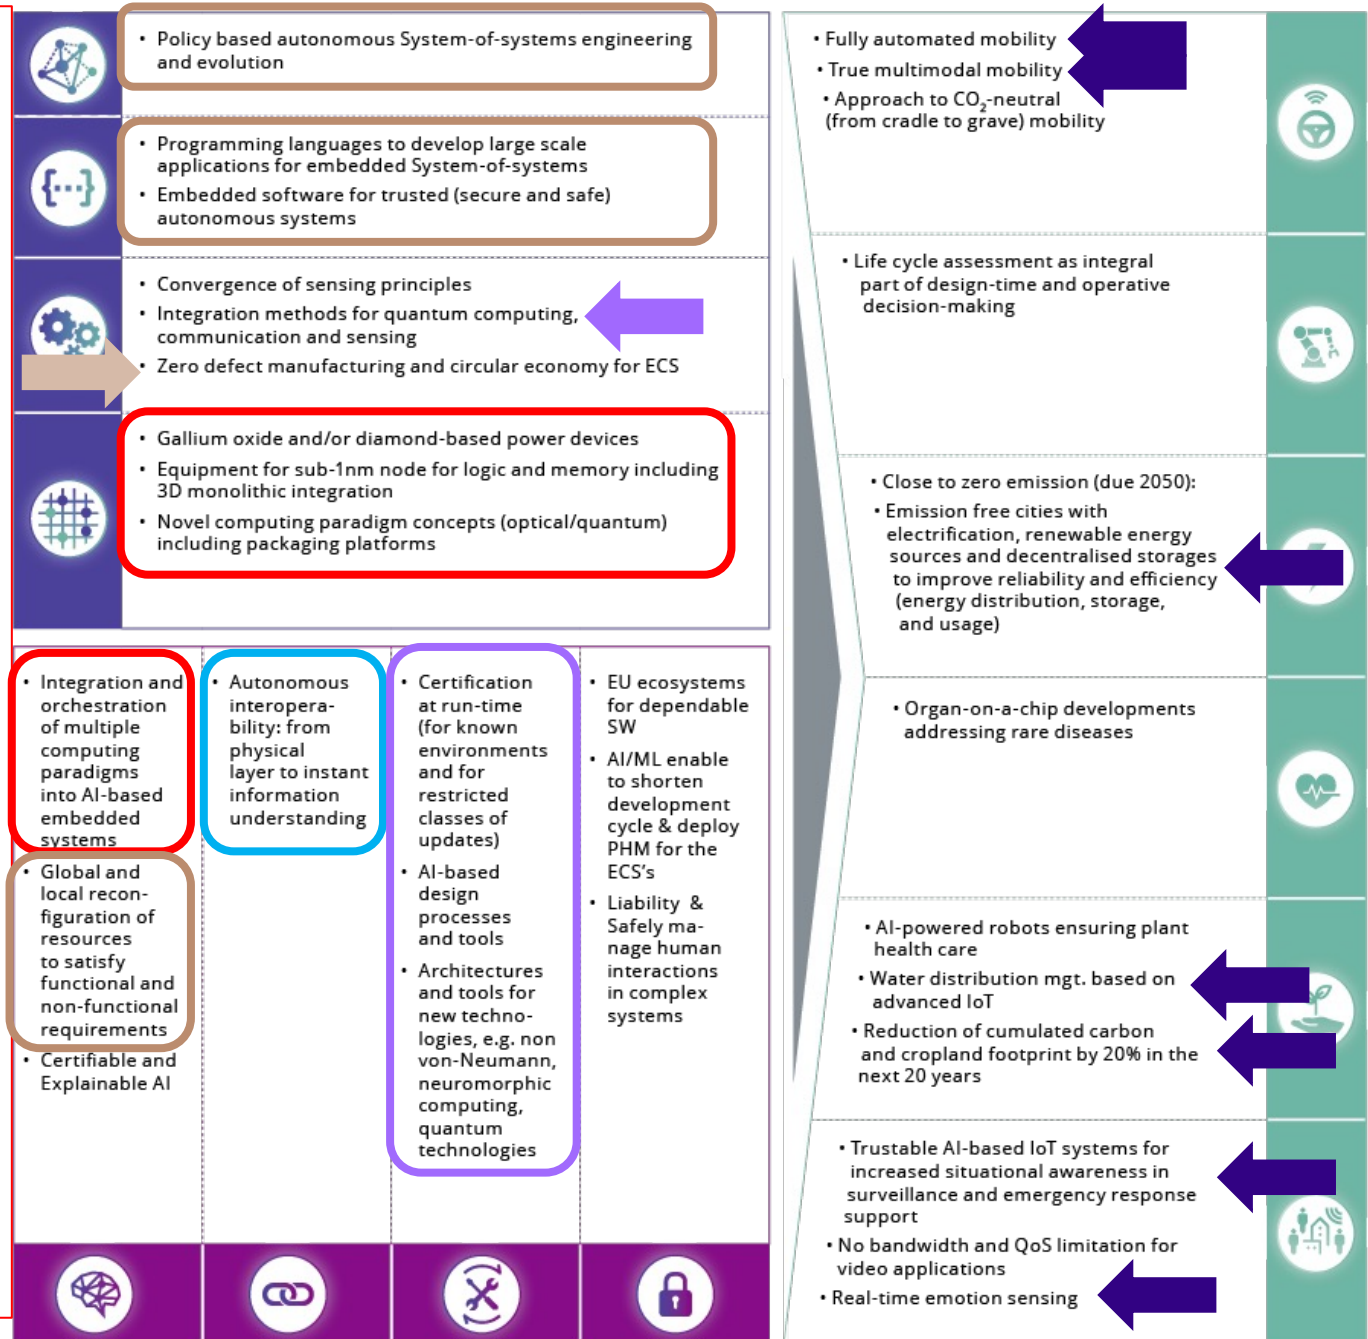 • Policy based autonomous System-of-systems engineering
and evolution
• Programming languages to develop large scale
applications for embedded System-of-systems
• Embedded software for trusted (secure and safe)
autonomous systems
{...}
• Convergence of sensing principles
• Integration methods for quantum computing,
communication and sensing
• Zero defect manufacturing and circular economy for ECS
• Gallium oxide and/or diamond-based power devices
• Equipment for sub-1nm node for logic and memory including
3D monolithic integration
• Novel computing paradigm concepts (optical/quantum)
including packaging platforms
• Integration and
orchestration
of multiple
computing
paradigms
into AI-based
embedded
systems
• Global and
local recon-
figuration of
resources
to satisfy
functional and
non-functional
requirements
• Certifiable and
Explainable AI
• Autonomous
interopera-
bility: from
physical
layer to instant
information
understanding
• Certification
at run-time
(for known
environments
and for
restricted
classes of
updates)
• AI-based
design
processes
and tools
• Architectures
and tools for
new techno-
logies, e.g. non
von-Neumann,
neuromorphic
computing,
quantum
technologies
• EU ecosystems
for dependable
SW
• AI/ML enable
to shorten
development
cycle & deploy
PHM for the
ECS's
• Liability &
Safely ma-
nage human
interactions
in complex
systems
• Fully automated mobility
• True multimodal mobility
• Approach to CO₂-neutral
(from cradle to grave) mobility
• Life cycle assessment as integral
part of design-time and operative
decision-making
• Close to zero emission (due 2050):
• Emission free cities with
electrification, renewable energy
sources and decentralised storages
to improve reliability and efficiency
(energy distribution, storage,
and usage)
• Organ-on-a-chip developments
addressing rare diseases
• AI-powered robots ensuring plant
health care
• Water distribution mgt. based on
advanced IoT
• Reduction of cumulated carbon
and cropland footprint by 20% in the
next 20 years
• Trustable AI-based IoT systems for
increased situational awareness in
surveillance and emergency response
support
• No bandwidth and QoS limitation for
video applications
• Real-time emotion sensing